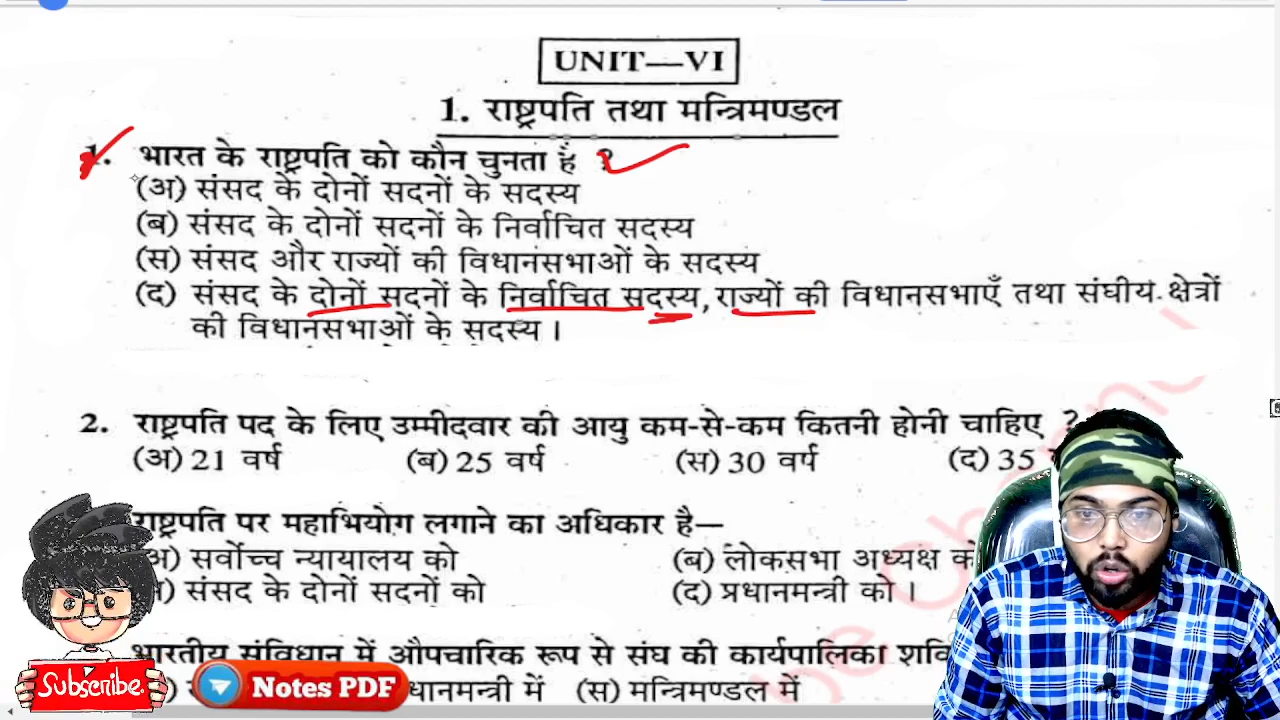 UNIT—VI
1. राष्ट्रपति तथा मन्त्रिमण्डल
1. भारत के राष्ट्रपति को कौन चुनता है ?
(अ) संसद के दोनों सदनों के सदस्य
(ब) संसद के दोनों सदनों के निर्वाचित सदस्य
(स) संसद और राज्यों की विधानसभाओं के सदस्य
(द) संसद के दोनों सदनों के निर्वाचित सदस्य, राज्यों की विधानसभाएँ तथा संघीय क्षेत्रों
की विधानसभाओं के सदस्य ।
2. राष्ट्रपति पद के लिए उम्मीदवार की आयु कम-से-कम कितनी होनी चाहिए ?
(अ) 21 वर्ष (ब) 25 वर्ष (स) 30 वर्ष (द) 35
राष्ट्रपति पर महाभियोग लगाने का अधिकार है—
अ) सर्वोच्च न्यायालय को (ब) लोकसभा अध्यक्ष को
) संसद के दोनों सदनों को (द) प्रधानमन्त्री को ।
भारतीय संविधान में औपचारिक रूप से संघ की कार्यपालिका
धानमन्त्री में (स) मन्त्रिमण्डल में
Subscribe
Notes PDF